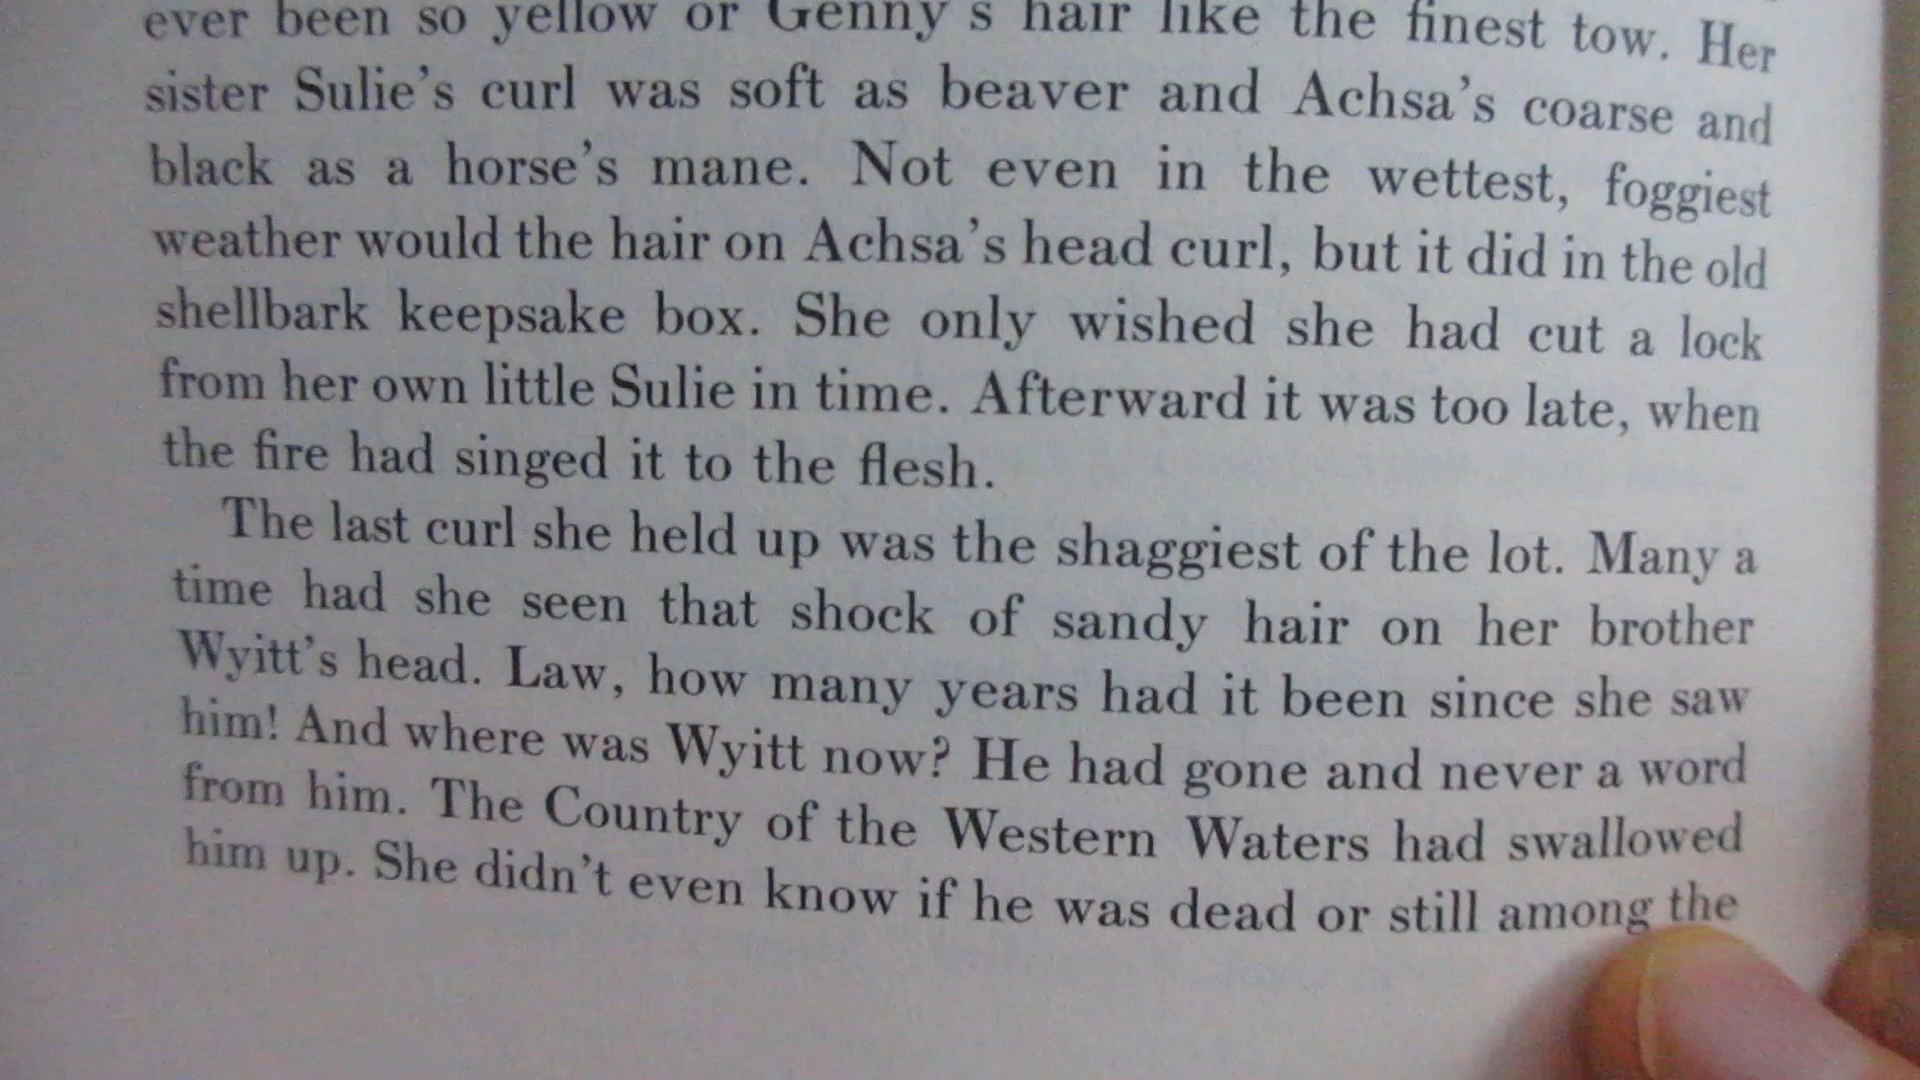 ever been so yellow or Genny's hair like the finest tow. Her
sister Sulie's curl was soft as beaver and Achsa's coarse and
black as a horse's mane. Not even in the wettest, foggiest
weather would the hair on Achsa's head curl, but it did in the old
shellbark keepsake box. She only wished she had cut a lock
from her own little Sulie in time. Afterward it was too late, when
the fire had singed it to the flesh.
The last curl she held up was the shaggiest of the lot. Many a
time had she seen that shock of sandy hair on her brother
Wyitt's head. Law, how many years had it been since she saw
him! And where was Wyitt now? He had gone and never a word
from him. The Country of the Western Waters had swallowed
him up. She didn't even know if he was dead or still among the